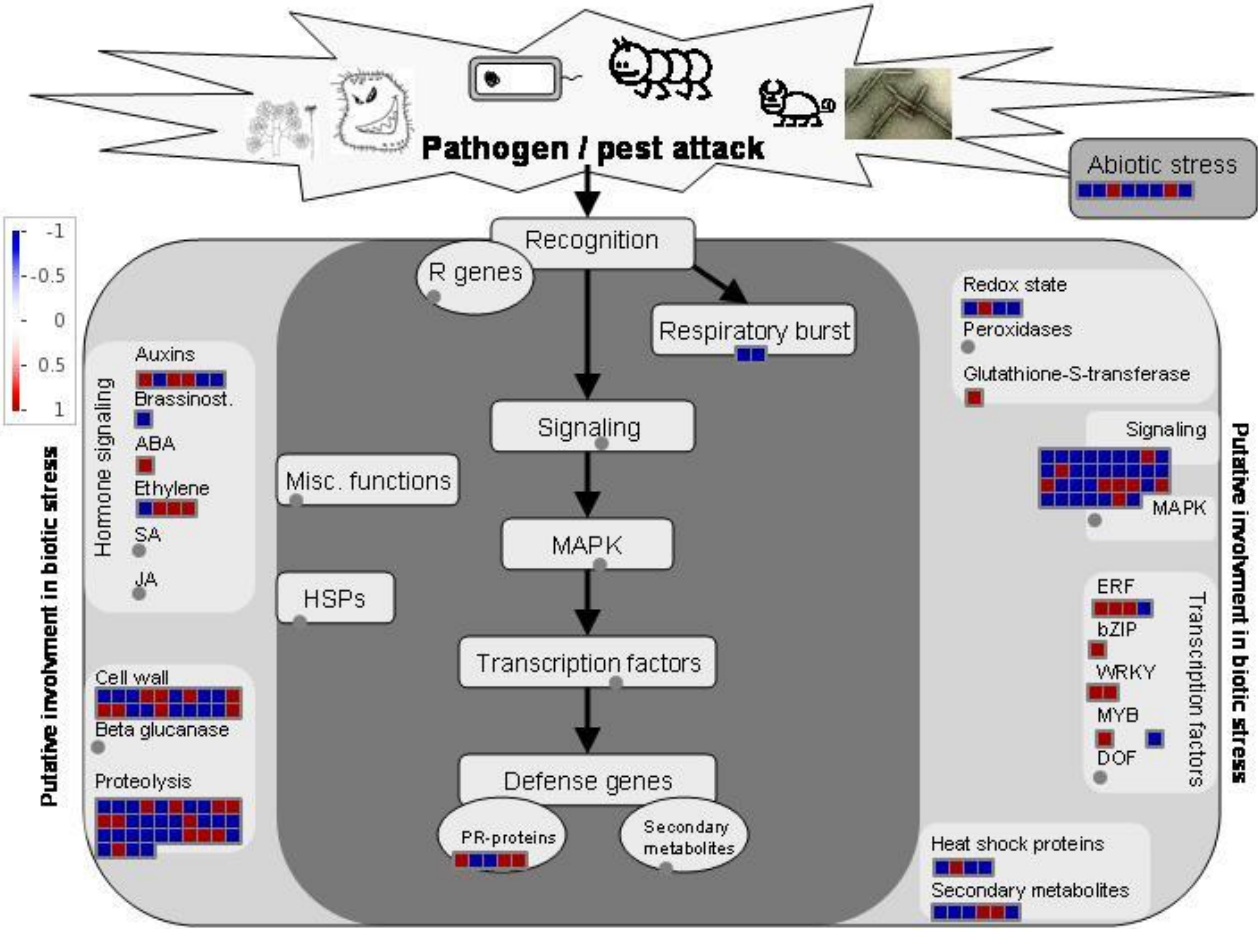 Pathogen / pest attack
Abiotic stress
-1
-0.5
0
0.5
1
Recognition
R genes
Respiratory burst
Redox state
Peroxidases
Glutathione-S-transferase
Auxins
Brassinost.
ABA
Ethylene
SA
JA
Hormone signaling
Signaling
Signaling
MAPK
Misc. functions
MAPK
HSPs
Putative involvment in biotic stress
Putative involvment in biotic stress
ERF
bZIP
WRKY
MYB
DOF
Transcription factors
Transcription factors
Cell wall
Beta glucanase
Proteolysis
Defense genes
PR-proteins
Secondary
metabolites
Heat shock proteins
Secondary metabolites